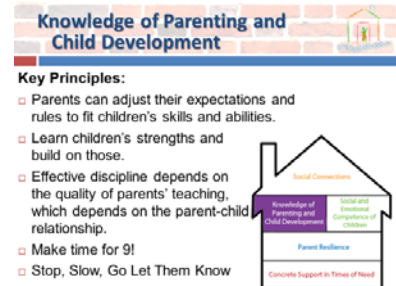 Knowledge of Parenting and
Child Development
Key Principles:
Parents can adjust their expectations and
rules to fit children's skills and abilities.
Learn children's strengths and
build on those.
Effective discipline depends on
the quality of parents' teaching,
which depends on the parent-child
relationship.
Make time for 9!
Stop, Slow, Go Let Them Know
Social Connections
Knowledge of
Parenting and
Child Development
Social and
Emotional
Competence of
Children
Parent Resilience
Concrete Support in Times of Need